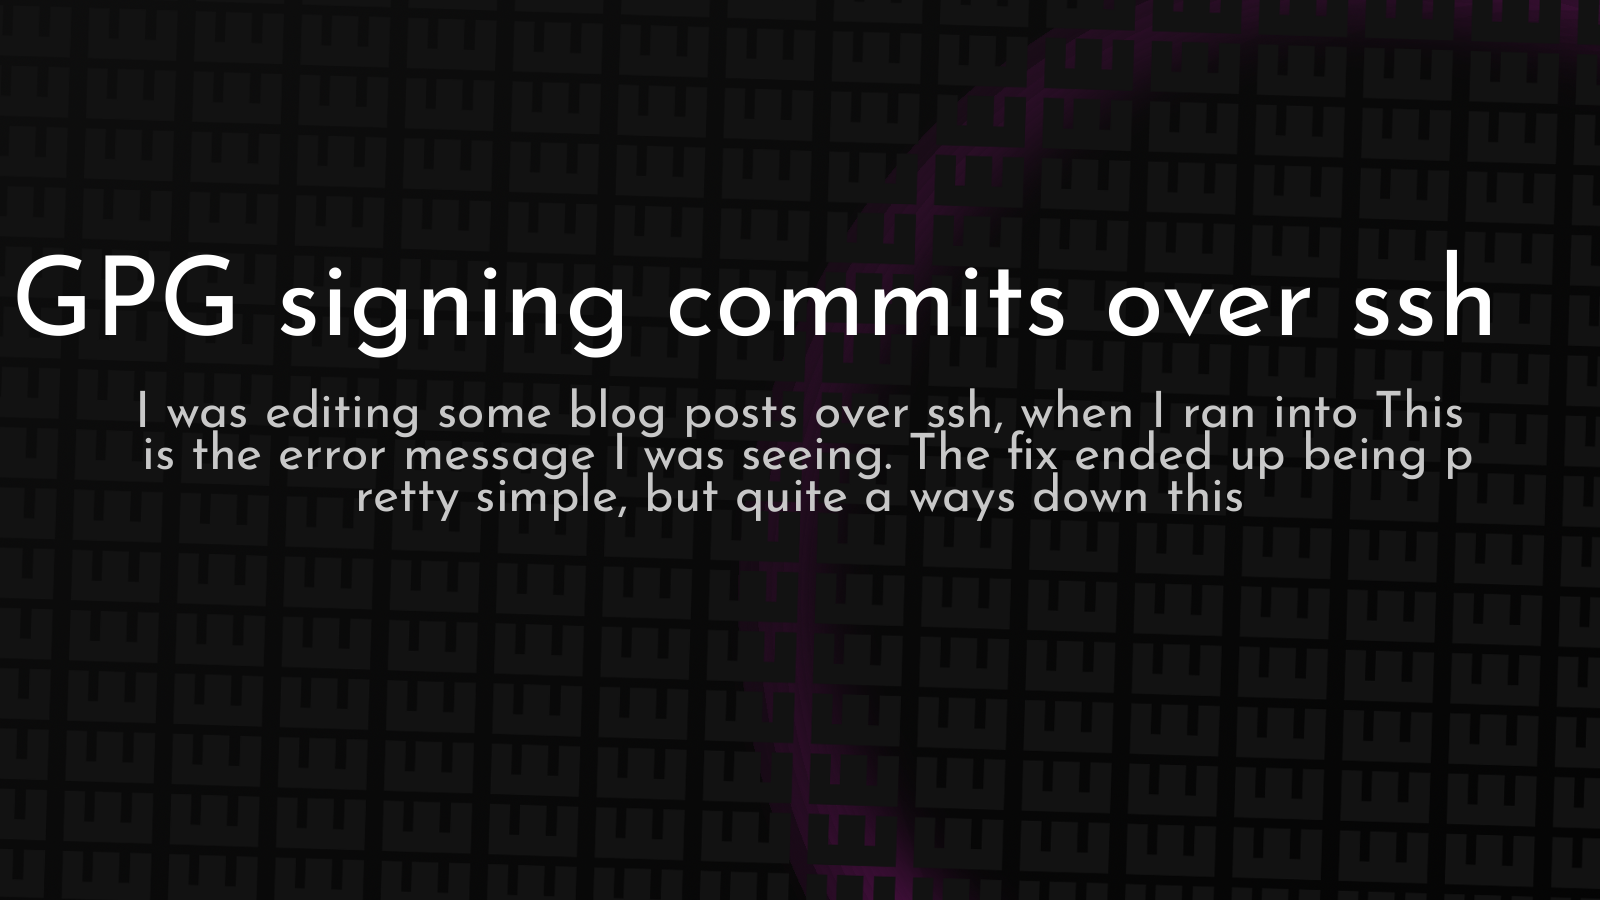 GPG signing commits over ssh
I was editing some blog posts over ssh, when I ran into This
is the error message I was seeing. The fix ended up being p
retty simple, but quite a ways down this